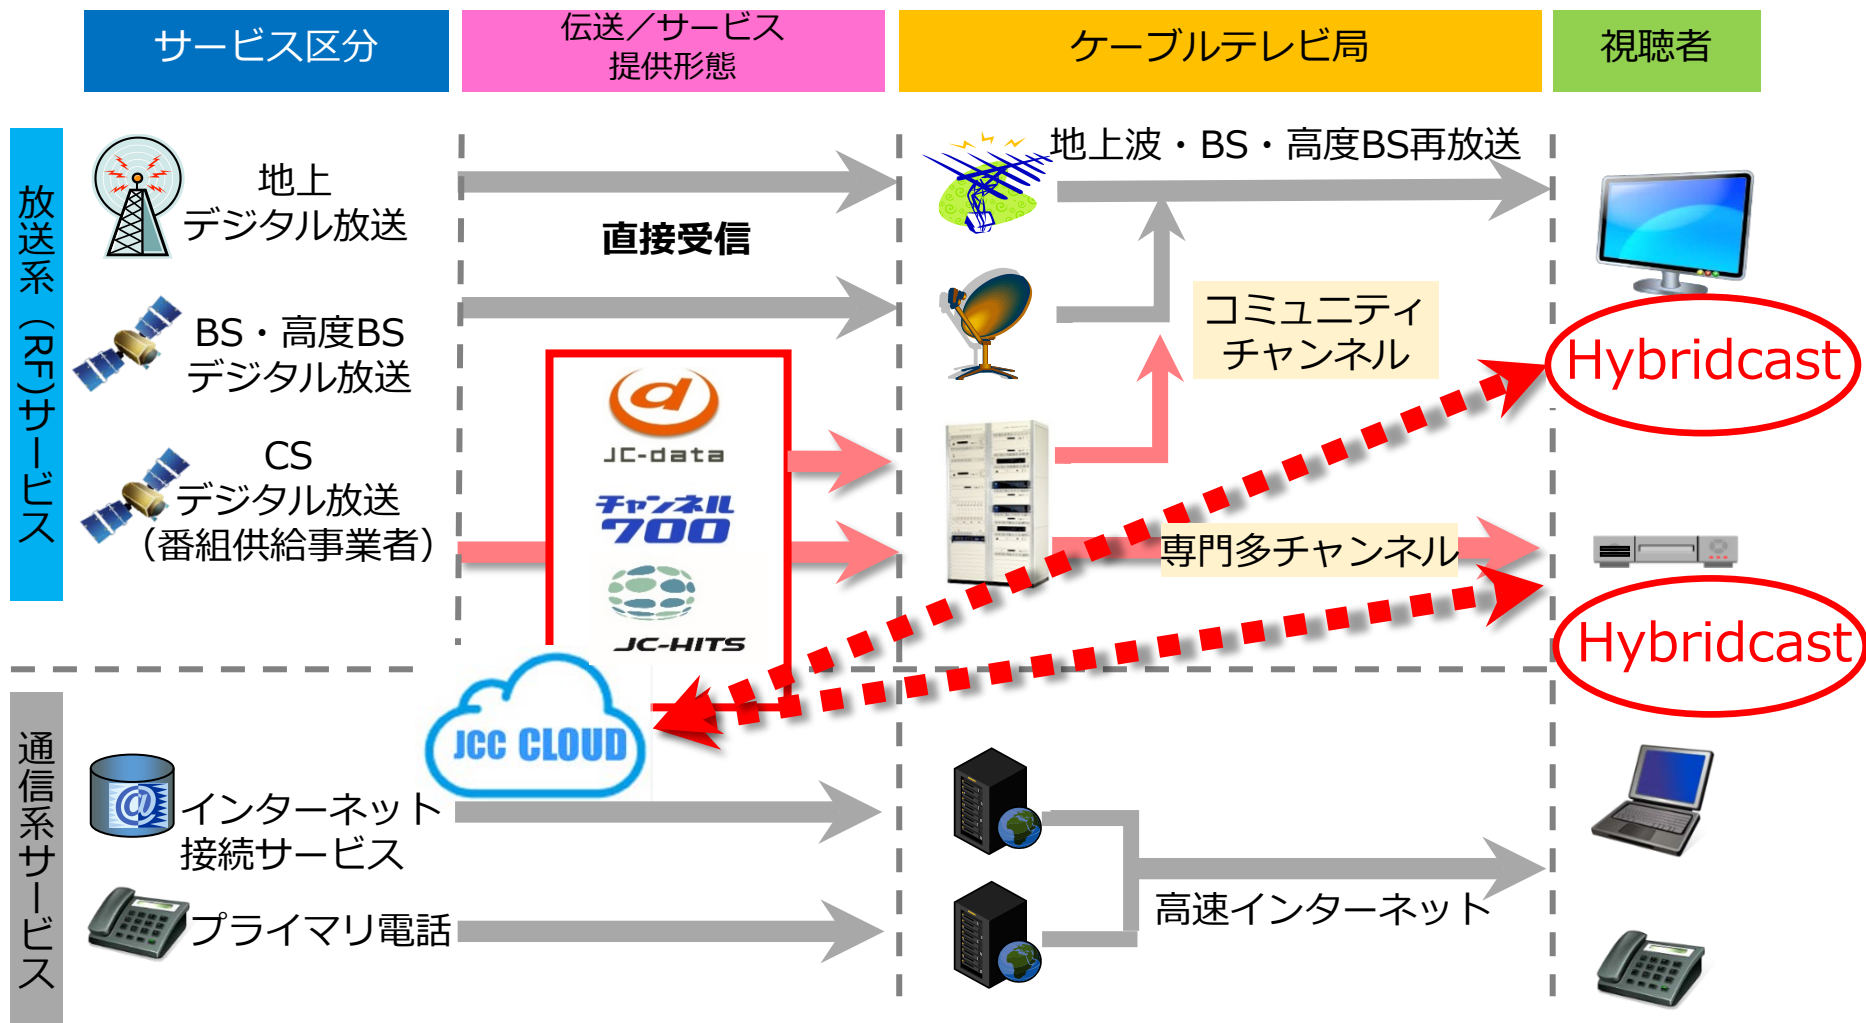 サービス区分
伝送／サービス
提供形態
ケーブルテレビ局
視聴者
放送系（RF)サービス
地上
デジタル放送
直接受信
地上波・BS・高度BS再放送
BS・高度BS
デジタル放送
コミュニティ
チャンネル
Hybridcast
CS
デジタル放送
（番組供給事業者）
d
JC-data
チャンネル
700
JC-HITS
専門多チャンネル
Hybridcast
通信系サービス
JCC CLOUD
@
インターネット
接続サービス
プライマリ電話
高速インターネット